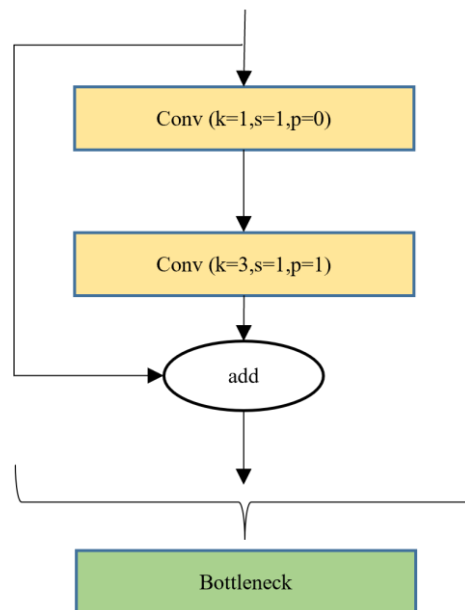 Conv (k=1,s=1,p=0)
Conv (k=3,s=1,p=1)
add
Bottleneck